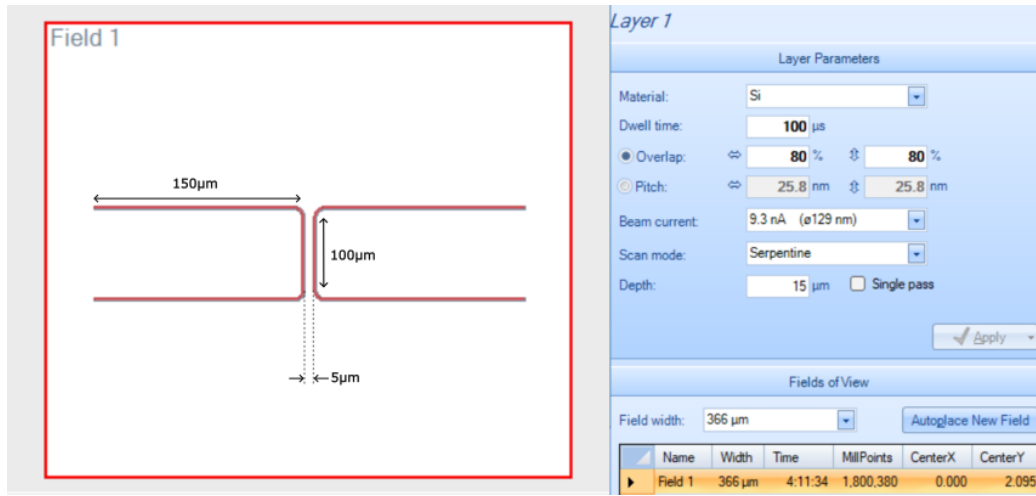 Field 1
150µm
100µm
5µm
Layer 1
Layer Parameters
Material: Si
Dwell time: 100 µs
Overlap: 80 % 80 %
Pitch: 25.8 nm 25.8 nm
Beam current: 9.3 nA (ø129 nm)
Scan mode: Serpentine
Depth: 15 µm Single pass
Apply
Fields of View
Field width: 366 µm Autoplace New Field
Name Width Time MillPoints CenterX CenterY
Field 1 366 µm 4:11:34 1,800,380 0.000